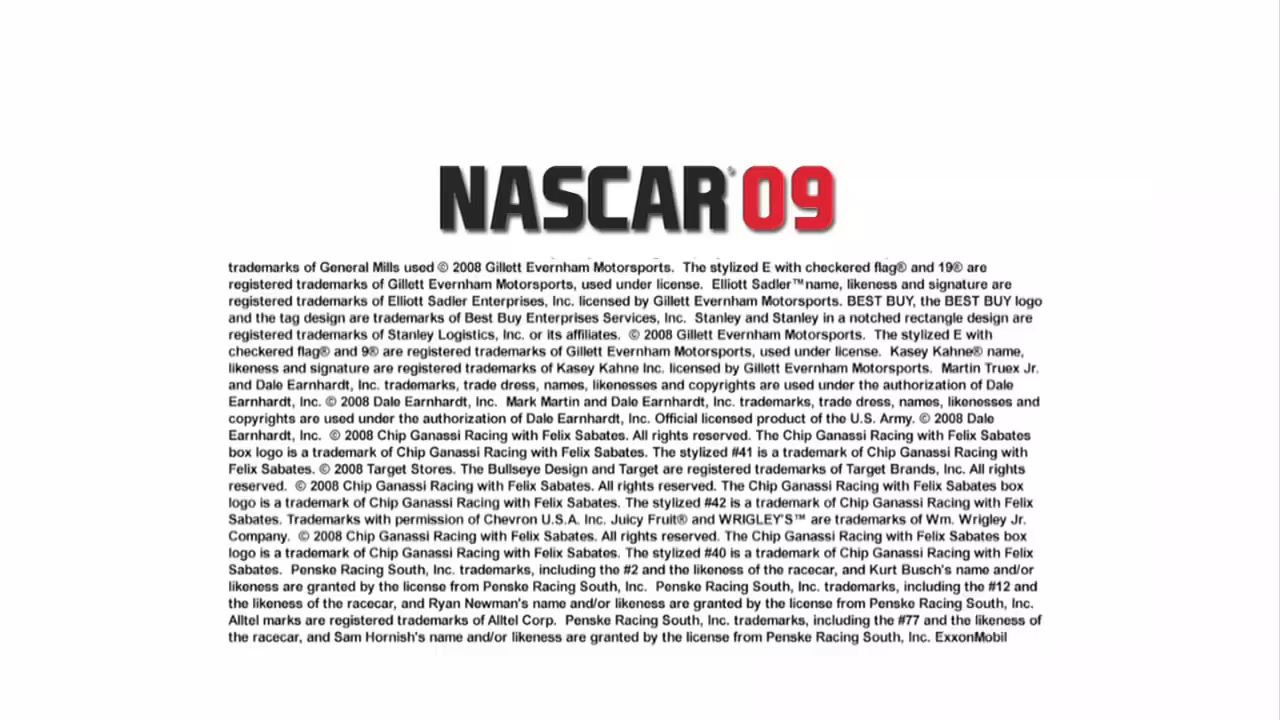 NASCAR 09
trademarks of General Mills used © 2008 Gillett Evernham Motorsports.  The stylized E with checkered flag® and 19® are
registered trademarks of Gillett Evernham Motorsports, used under license.  Elliott Sadler™name, likeness and signature are
registered trademarks of Elliott Sadler Enterprises, Inc. licensed by Gillett Evernham Motorsports. BEST BUY, the BEST BUY logo
and the tag design are trademarks of Best Buy Enterprises Services, Inc.  Stanley and Stanley in a notched rectangle design are
registered trademarks of Stanley Logistics, Inc. or its affiliates.  © 2008 Gillett Evernham Motorsports.  The stylized E with
checkered flag® and 9® are registered trademarks of Gillett Evernham Motorsports, used under license.  Kasey Kahne® name,
likeness and signature are registered trademarks of Kasey Kahne Inc. licensed by Gillett Evernham Motorsports.  Martin Truex Jr.
and Dale Earnhardt, Inc. trademarks, trade dress, names, likenesses and copyrights are used under the authorization of Dale
Earnhardt, Inc. © 2008 Dale Earnhardt, Inc.  Mark Martin and Dale Earnhardt, Inc. trademarks, trade dress, names, likenesses and
copyrights are used under the authorization of Dale Earnhardt, Inc. Official licensed product of the U.S. Army. © 2008 Dale
Earnhardt, Inc.  © 2008 Chip Ganassi Racing with Felix Sabates. All rights reserved. The Chip Ganassi Racing with Felix Sabates
box logo is a trademark of Chip Ganassi Racing with Felix Sabates. The stylized #41 is a trademark of Chip Ganassi Racing with
Felix Sabates. © 2008 Target Stores. The Bullseye Design and Target are registered trademarks of Target Brands, Inc. All rights
reserved.  © 2008 Chip Ganassi Racing with Felix Sabates. All rights reserved. The Chip Ganassi Racing with Felix Sabates box
logo is a trademark of Chip Ganassi Racing with Felix Sabates. The stylized #42 is a trademark of Chip Ganassi Racing with Felix
Sabates. Trademarks with permission of Chevron U.S.A. Inc. Juicy Fruit® and WRIGLEY'S™ are trademarks of Wm. Wrigley Jr.
Company.  © 2008 Chip Ganassi Racing with Felix Sabates. All rights reserved. The Chip Ganassi Racing with Felix Sabates box
logo is a trademark of Chip Ganassi Racing with Felix Sabates. The stylized #40 is a trademark of Chip Ganassi Racing with Felix
Sabates.  Penske Racing South, Inc. trademarks, including the #2 and the likeness of the racecar, and Kurt Busch's name and/or
likeness are granted by the license from Penske Racing South, Inc.  Penske Racing South, Inc. trademarks, including the #12 and
the likeness of the racecar, and Ryan Newman's name and/or likeness are granted by the license from Penske Racing South, Inc.
Alltel marks are registered trademarks of Alltel Corp.  Penske Racing South, Inc. trademarks, including the #77 and the likeness of
the racecar, and Sam Hornish's name and/or likeness are granted by the license from Penske Racing South, Inc. ExxonMobil